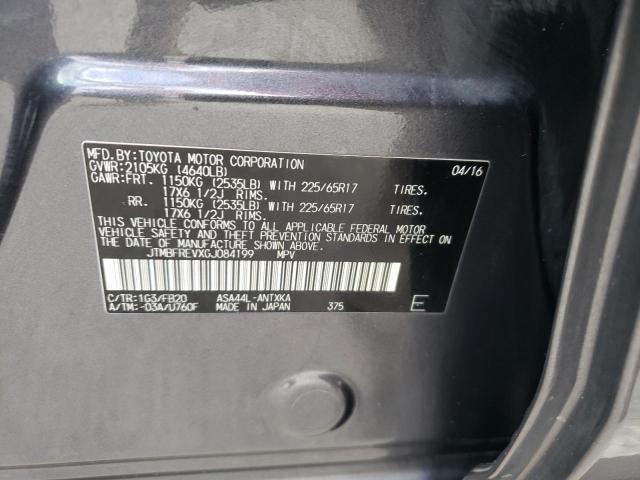 MFD.BY:TOYOTA MOTOR CORPORATION 04/16
GVWR:2105KG (4640LB)
GAWR:FRT. 1150KG (2535LB) WITH 225/65R17 TIRES.
17X6 1/2J RIMS.
RR. 1150KG (2535LB) WITH 225/65R17 TIRES.
17X6 1/2J RIMS.
THIS VEHICLE CONFORMS TO ALL APPLICABLE FEDERAL MOTOR
VEHICLE SAFETY AND THEFT PREVENTION STANDARDS IN EFFECT
ON THE DATE OF MANUFACTURE SHOWN ABOVE.
JTMBFREVXGJ084199 MPV
C/TR:1G3/FB20 ASA44L-ANTXKA
A/TM:-03A/U760F MADE IN JAPAN 375 E